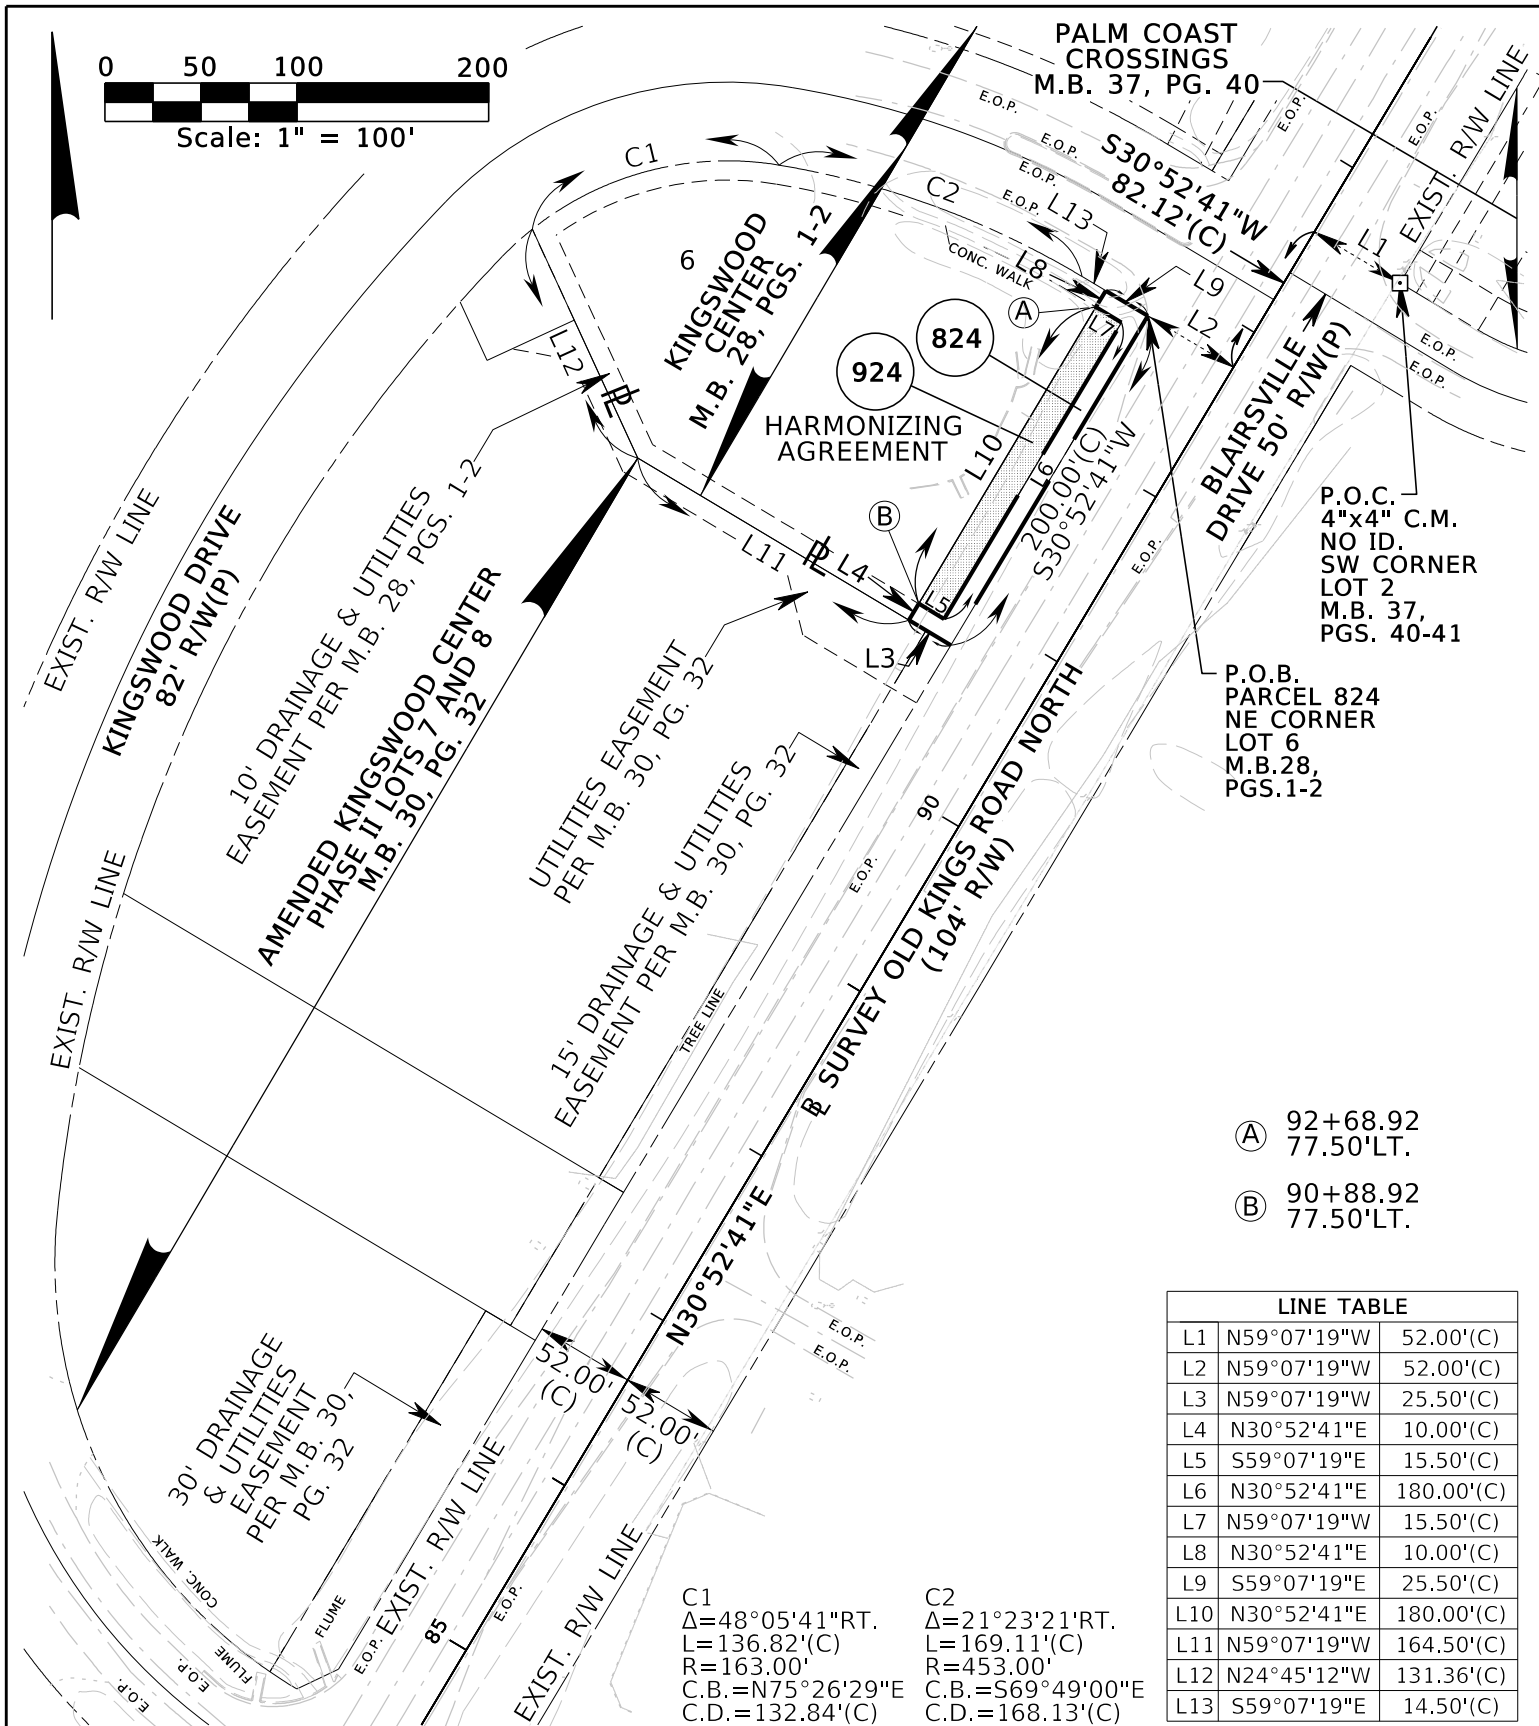 0 50 100 200
Scale: 1" = 100'
PALM COAST
CROSSINGS
M.B. 37, PG. 40
E.O.P.
E.O.P.
E.O.P.
E.O.P.
E.O.P.
E.O.P.
S30°52'41"W
82.12'(C)
EXIST. R/W LINE
C1
C2
L13
L1
CONC. WALK
L8
L9
L2
L7
A
6
KINGSWOOD
CENTER
M.B. 28, PGS. 1-2
824
924
HARMONIZING
AGREEMENT
L10
L6
200.00'(C)
S30°52'41"W
BLAIRSVILLE
DRIVE 50' R/W(P)
E.O.P.
E.O.P.
L12
PL
B
L11
PL
L4
L5
L3
E.O.P.
P.O.C.
4"x4" C.M.
NO ID.
SW CORNER
LOT 2
M.B. 37,
PGS. 40-41
P.O.B.
PARCEL 824
NE CORNER
LOT 6
M.B.28,
PGS.1-2
EXIST. R/W LINE
KINGSWOOD DRIVE
82' R/W(P)
10' DRAINAGE & UTILITIES
EASEMENT PER M.B. 28, PGS. 1-2
AMENDED KINGSWOOD CENTER
PHASE II LOTS 7 AND 8
M.B. 30, PG. 32
UTILITIES EASEMENT
PER M.B. 30, PG. 32
15' DRAINAGE & UTILITIES
EASEMENT PER M.B. 30, PG. 32
90
E.O.P.
BL SURVEY OLD KINGS ROAD NORTH
(104' R/W)
EXIST. R/W LINE
TREE LINE
N30°52'41"E
A 92+68.92
77.50'LT.
B 90+88.92
77.50'LT.
E.O.P.
E.O.P.
52.00'
(C)
52.00'
(C)
30' DRAINAGE
& UTILITIES
EASEMENT
PER M.B. 30,
PG. 32
EXIST. R/W LINE
EXIST. R/W LINE
CONC. WALK
FLUME
FLUME
E.O.P.
E.O.P.
E.O.P.
E.O.P.
85
C1
Δ=48°05'41"RT.
L=136.82'(C)
R=163.00'
C.B.=N75°26'29"E
C.D.=132.84'(C)
C2
Δ=21°23'21'RT.
L=169.11'(C)
R=453.00'
C.B.=S69°49'00"E
C.D.=168.13'(C)
LINE TABLE
L1 N59°07'19"W 52.00'(C)
L2 N59°07'19"W 52.00'(C)
L3 N59°07'19"W 25.50'(C)
L4 N30°52'41"E 10.00'(C)
L5 S59°07'19"E 15.50'(C)
L6 N30°52'41"E 180.00'(C)
L7 N59°07'19"W 15.50'(C)
L8 N30°52'41"E 10.00'(C)
L9 S59°07'19"E 25.50'(C)
L10 N30°52'41"E 180.00'(C)
L11 N59°07'19"W 164.50'(C)
L12 N24°45'12"W 131.36'(C)
L13 S59°07'19"E 14.50'(C)